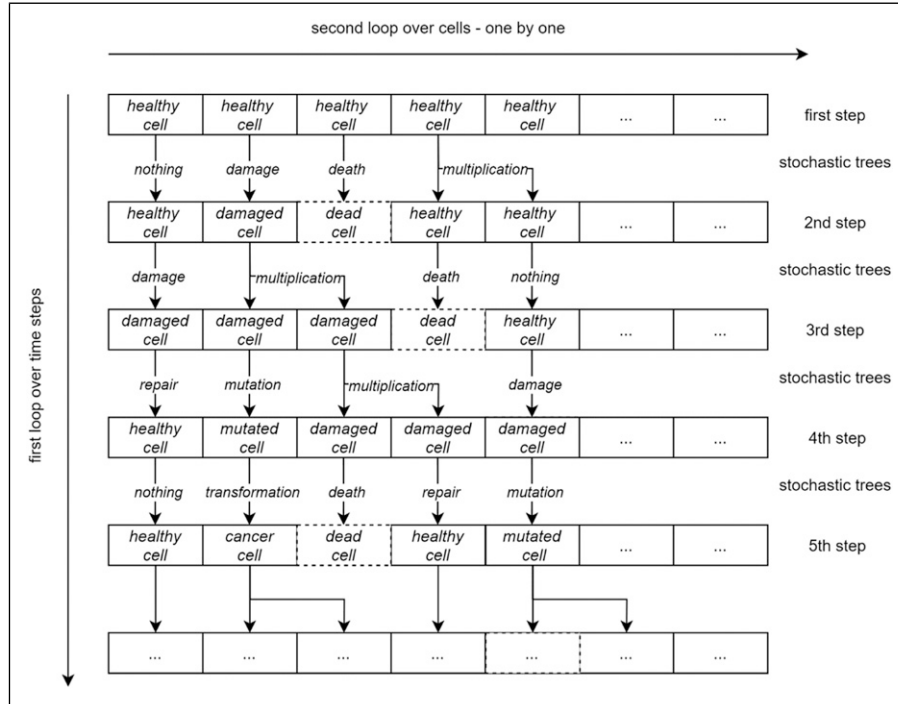 second loop over cells - one by one
first loop over time steps
healthy cell healthy cell healthy cell healthy cell healthy cell ... ... first step
nothing damage death multiplication stochastic trees
healthy cell damaged cell dead cell healthy cell healthy cell ... ... 2nd step
damage multiplication death nothing stochastic trees
damaged cell damaged cell damaged cell dead cell healthy cell ... ... 3rd step
repair mutation multiplication damage stochastic trees
healthy cell mutated cell damaged cell damaged cell damaged cell ... ... 4th step
nothing transformation death repair mutation stochastic trees
healthy cell cancer cell dead cell healthy cell mutated cell ... ... 5th step
... ... ... ... ... ... ...